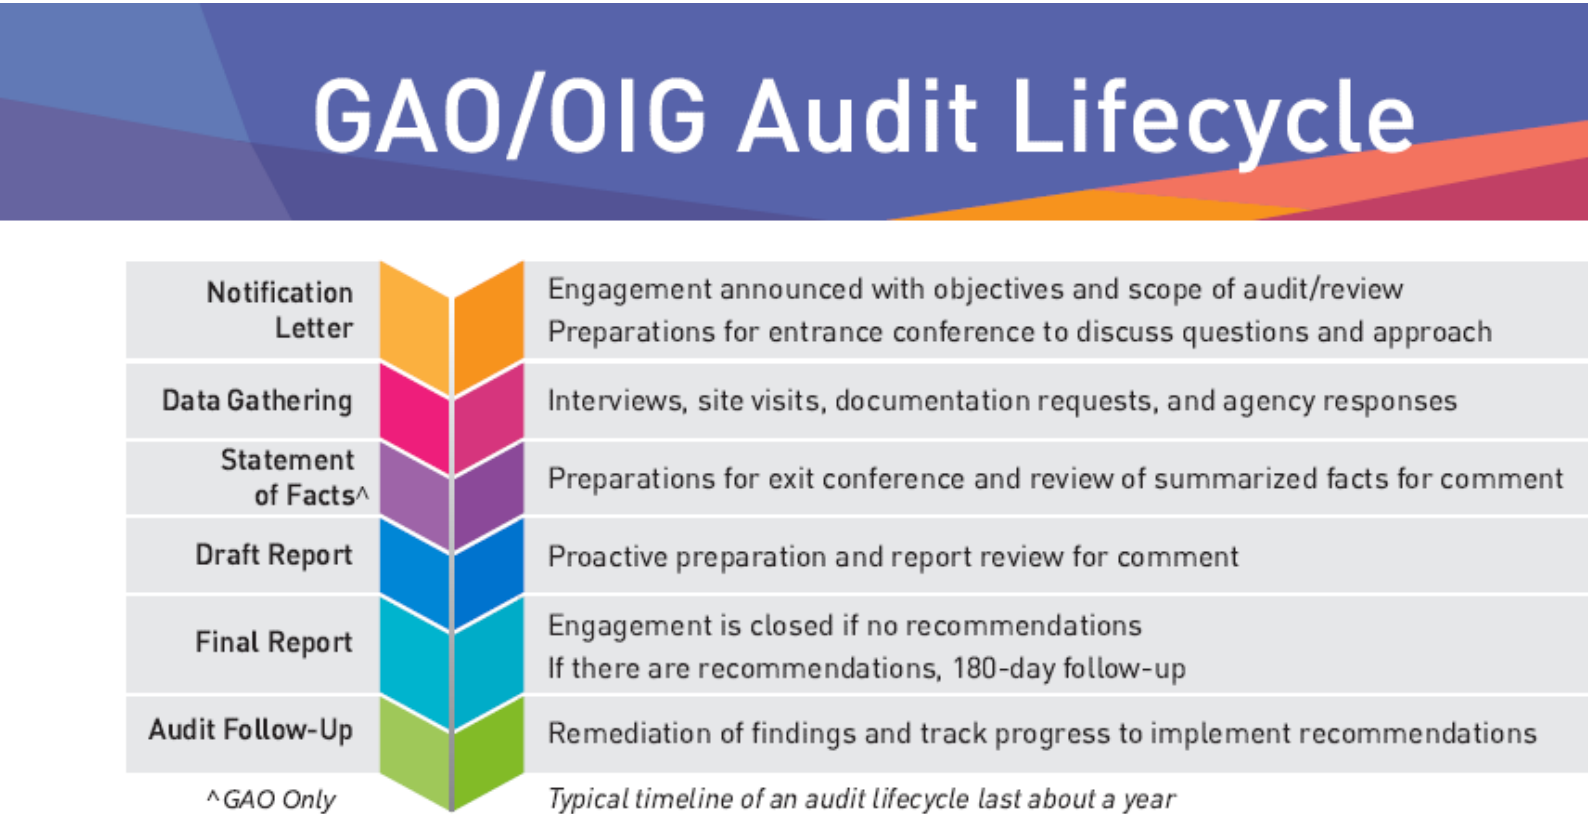 GAO/OIG Audit Lifecycle
Notification
Letter
Engagement announced with objectives and scope of audit/review
Preparations for entrance conference to discuss questions and approach
Data Gathering
Interviews, site visits, documentation requests, and agency responses
Statement
of Facts^
Preparations for exit conference and review of summarized facts for comment
Draft Report
Proactive preparation and report review for comment
Final Report
Engagement is closed if no recommendations
If there are recommendations, 180-day follow-up
Audit Follow-Up
Remediation of findings and track progress to implement recommendations
^GAO Only
Typical timeline of an audit lifecycle last about a year